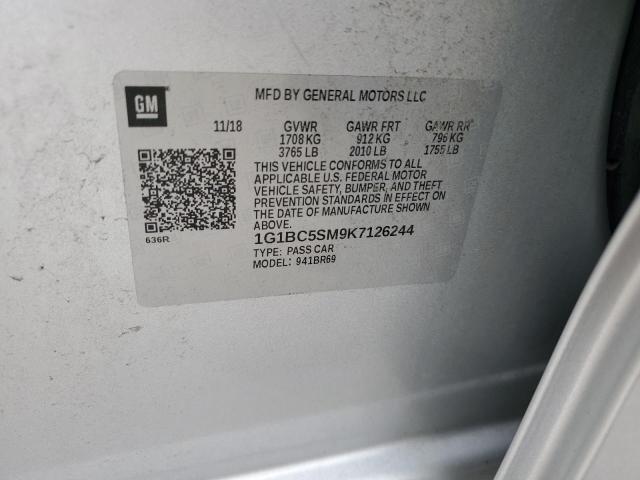 GM
MFD BY GENERAL MOTORS LLC
11/18 GVWR GAWR FRT GAWR RR
1708 KG 912 KG 796 KG
3765 LB 2010 LB 1755 LB
THIS VEHICLE CONFORMS TO ALL
APPLICABLE U.S. FEDERAL MOTOR
VEHICLE SAFETY, BUMPER, AND THEFT
PREVENTION STANDARDS IN EFFECT ON
THE DATE OF MANUFACTURE SHOWN
ABOVE.
636R
1G1BC5SM9K7126244
TYPE: PASS CAR
MODEL: 941BR69